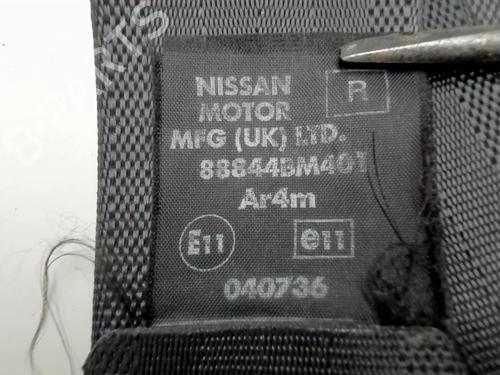 NISSAN R
MOTOR
MFG (UK) LTD.
88844BM401
Ar4m
E11 e11
040736